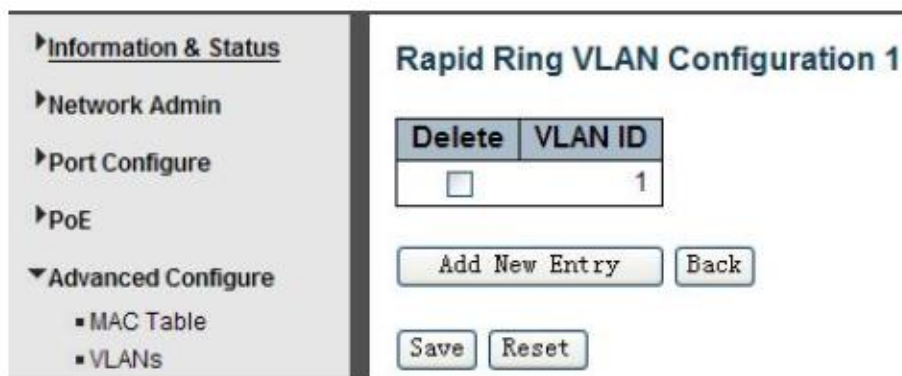 Information & Status
Network Admin
Port Configure
PoE
Advanced Configure
MAC Table
VLANs
Rapid Ring VLAN Configuration 1
Delete VLAN ID
1
Add New Entry Back
Save Reset